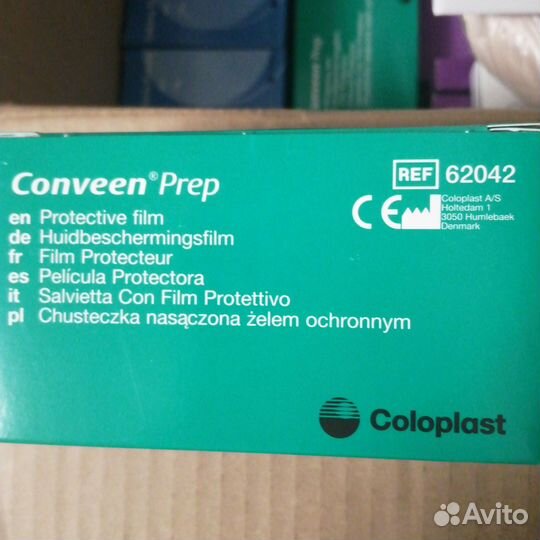 Conveen® Prep
REF 62042
en Protective film
de Huidbeschermingsfilm
fr Film Protecteur
es Película Protectora
it Salvietta Con Film Protettivo
pl Chusteczka nasączona żelem ochronnym
CE
Coloplast A/S
Holtedam 1
3050 Humlebaek
Denmark
Coloplast
Avito